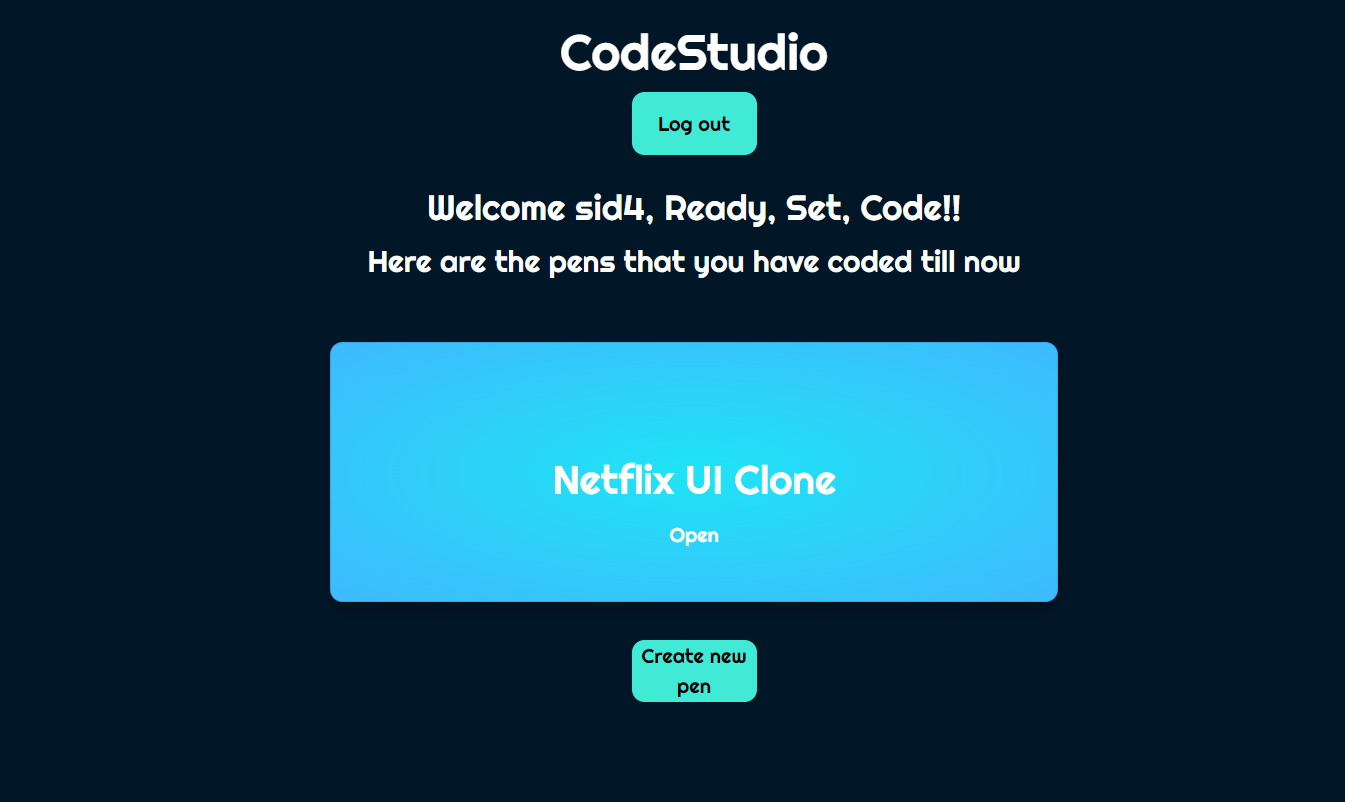 CodeStudio
Log out
Welcome sid4, Ready, Set, Code!!
Here are the pens that you have coded till now
Netflix UI Clone
Open
Create new
pen